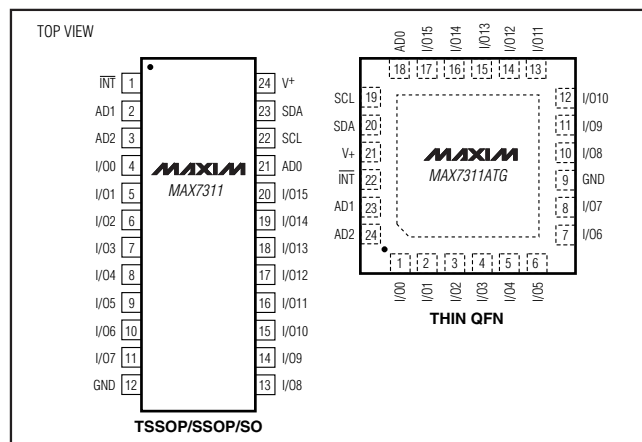 TOP VIEW
INT 1
AD1 2
AD2 3
I/O0 4
I/O1 5
I/O2 6
I/O3 7
I/O4 8
I/O5 9
I/O6 10
I/O7 11
GND 12
MAXIM
MAX7311
24 V+
23 SDA
22 SCL
21 AD0
20 I/O15
19 I/O14
18 I/O13
17 I/O12
16 I/O11
15 I/O10
14 I/O9
13 I/O8
TSSOP/SSOP/SO
AD0 I/O15 I/O14 I/O13 I/O12 I/O11
18 17 16 15 14 13
SCL 19
SDA 20
V+ 21
INT 22
AD1 23
AD2 24
MAXIM
MAX7311ATG
12 I/O10
11 I/O9
10 I/O8
9 GND
8 I/O7
7 I/O6
1 2 3 4 5 6
I/O0 I/O1 I/O2 I/O3 I/O4 I/O5
THIN QFN